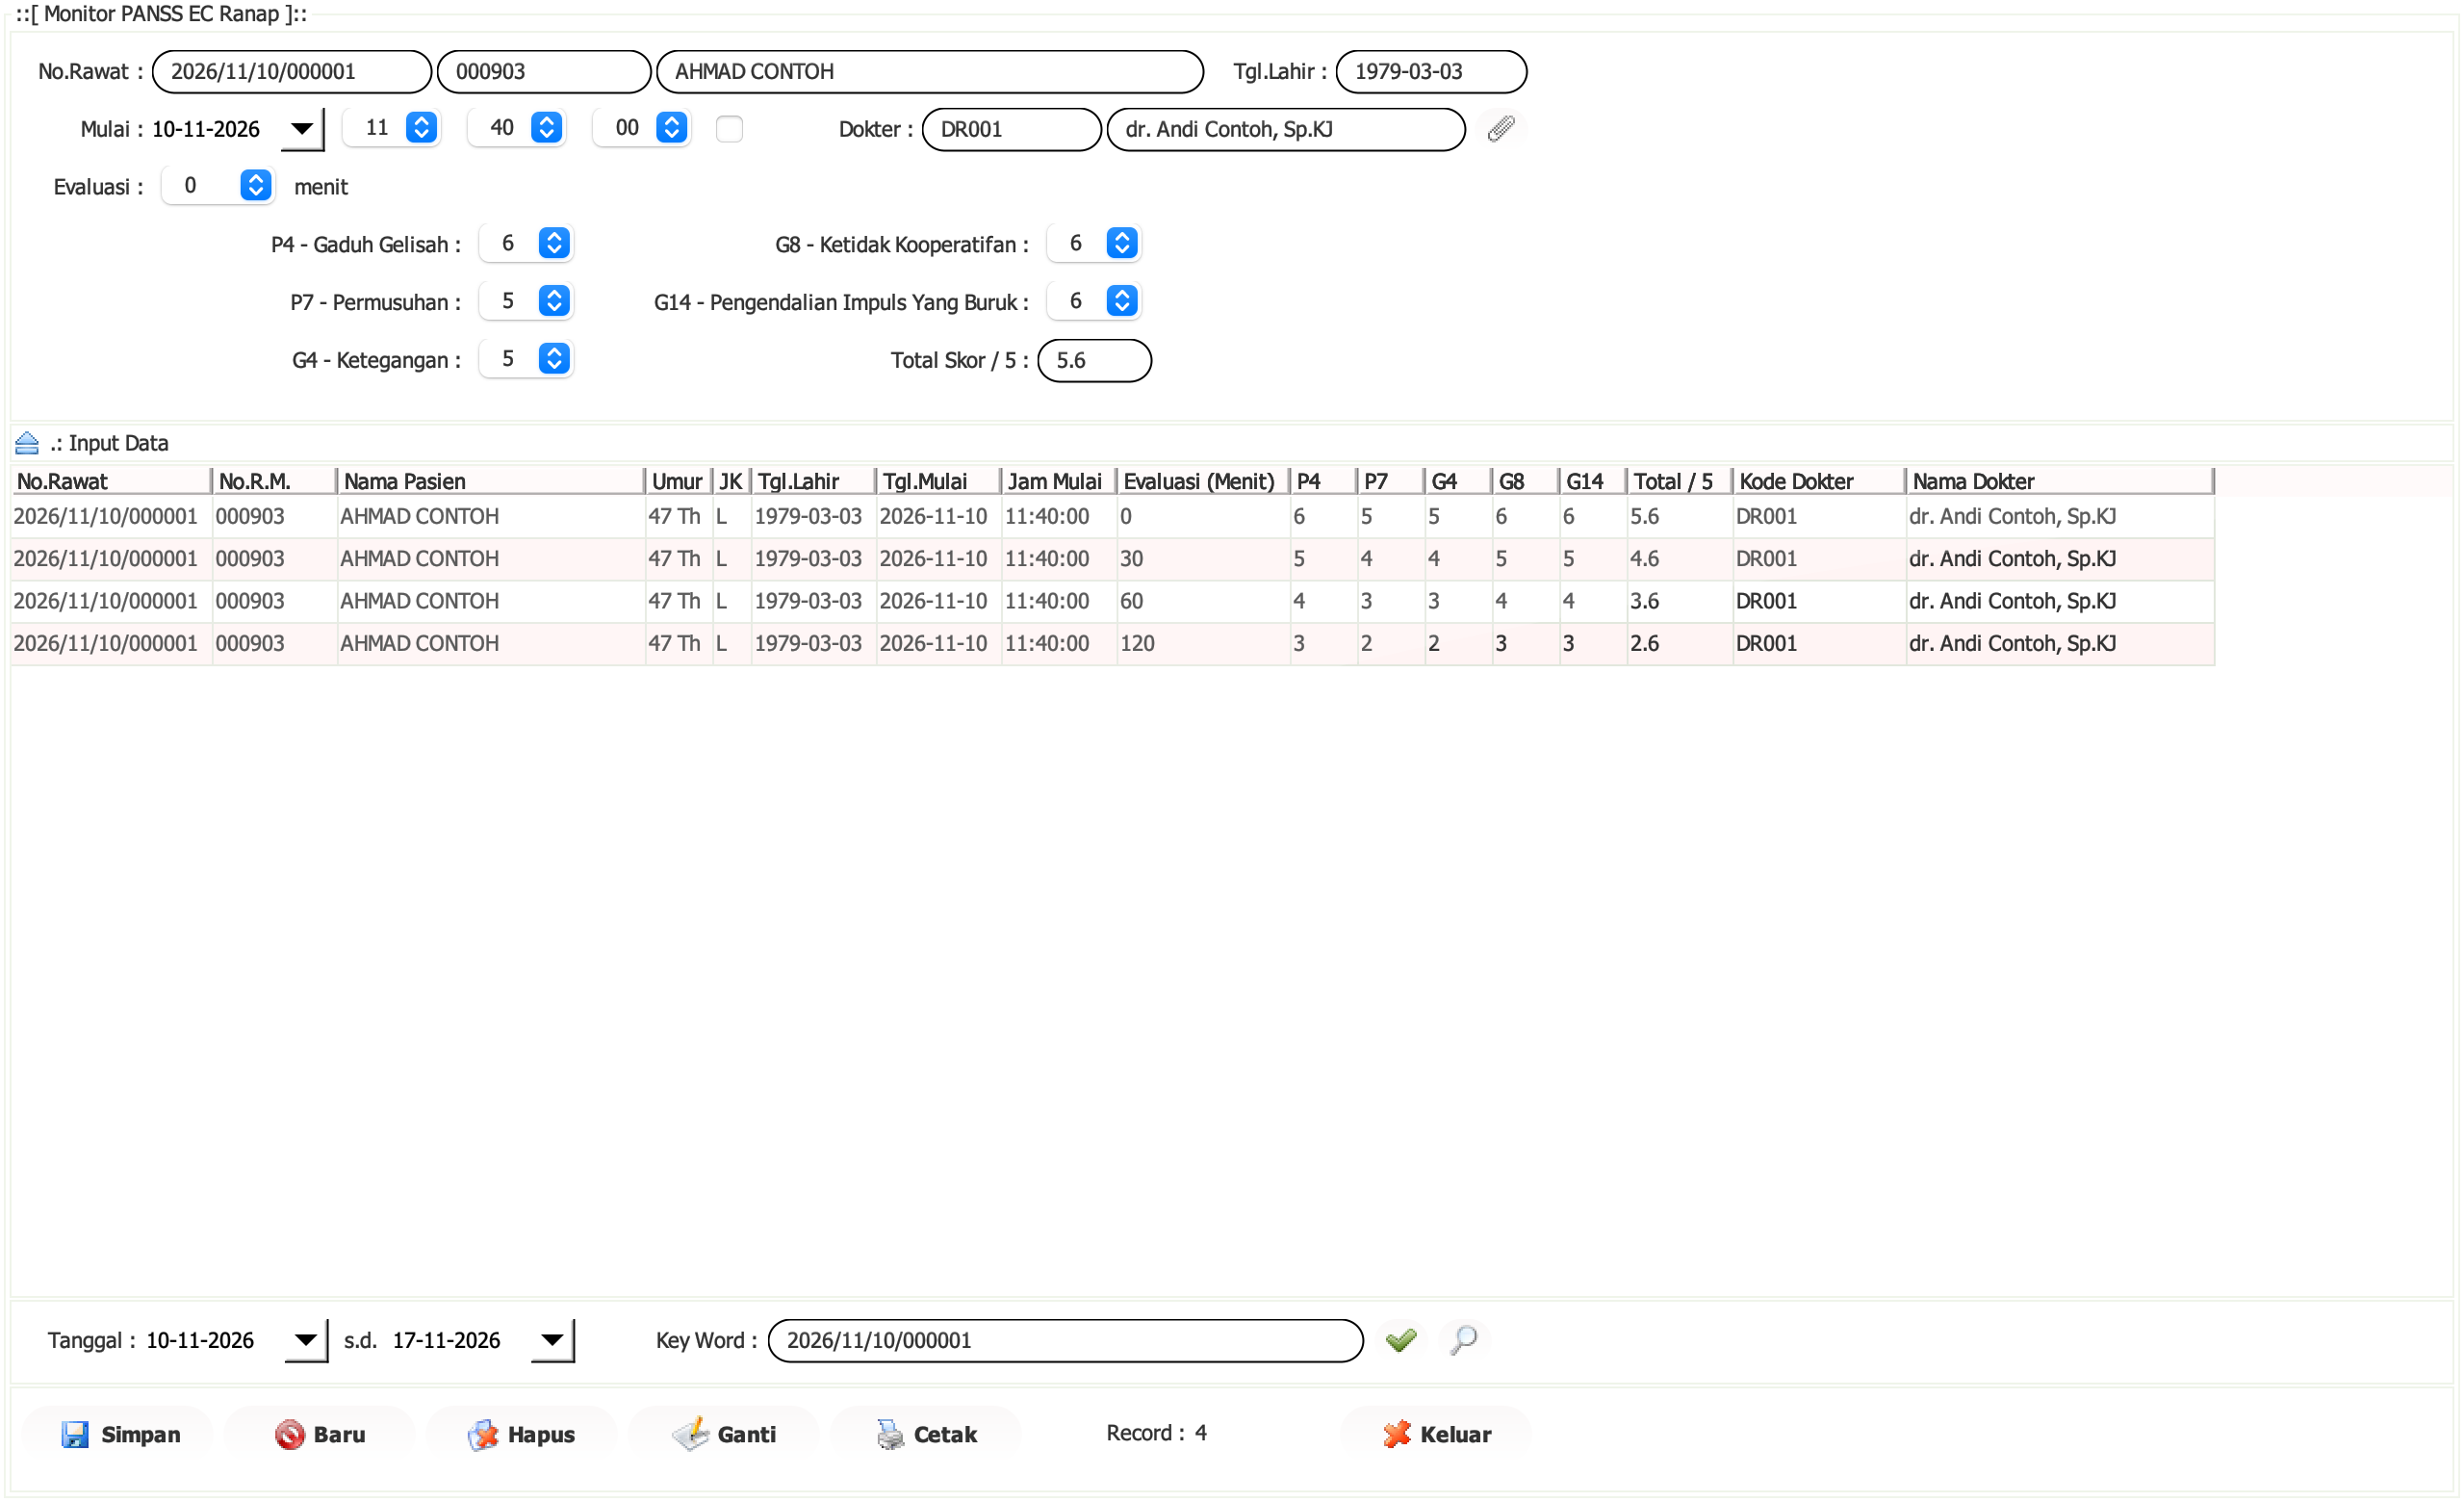 ::[ Monitor PANSS EC Ranap ]::
No.Rawat : 2026/11/10/000001 000903 AHMAD CONTOH Tgl.Lahir : 1979-03-03
Mulai : 10-11-2026 11 40 00 Dokter : DR001 dr. Andi Contoh, Sp.KJ
Evaluasi : 0 menit
P4 - Gaduh Gelisah : 6 G8 - Ketidak Kooperatifan : 6
P7 - Permusuhan : 5 G14 - Pengendalian Impuls Yang Buruk : 6
G4 - Ketegangan : 5 Total Skor / 5 : 5.6
.: Input Data
No.Rawat No.R.M. Nama Pasien Umur JK Tgl.Lahir Tgl.Mulai Jam Mulai Evaluasi (Menit) P4 P7 G4 G8 G14 Total / 5 Kode Dokter Nama Dokter
2026/11/10/000001 000903 AHMAD CONTOH 47 Th L 1979-03-03 2026-11-10 11:40:00 0 6 5 5 6 6 5.6 DR001 dr. Andi Contoh, Sp.KJ
2026/11/10/000001 000903 AHMAD CONTOH 47 Th L 1979-03-03 2026-11-10 11:40:00 30 5 4 4 5 5 4.6 DR001 dr. Andi Contoh, Sp.KJ
2026/11/10/000001 000903 AHMAD CONTOH 47 Th L 1979-03-03 2026-11-10 11:40:00 60 4 3 3 4 4 3.6 DR001 dr. Andi Contoh, Sp.KJ
2026/11/10/000001 000903 AHMAD CONTOH 47 Th L 1979-03-03 2026-11-10 11:40:00 120 3 2 2 3 3 2.6 DR001 dr. Andi Contoh, Sp.KJ
Tanggal : 10-11-2026 s.d. 17-11-2026 Key Word : 2026/11/10/000001
Simpan Baru Hapus Ganti Cetak Record : 4 Keluar